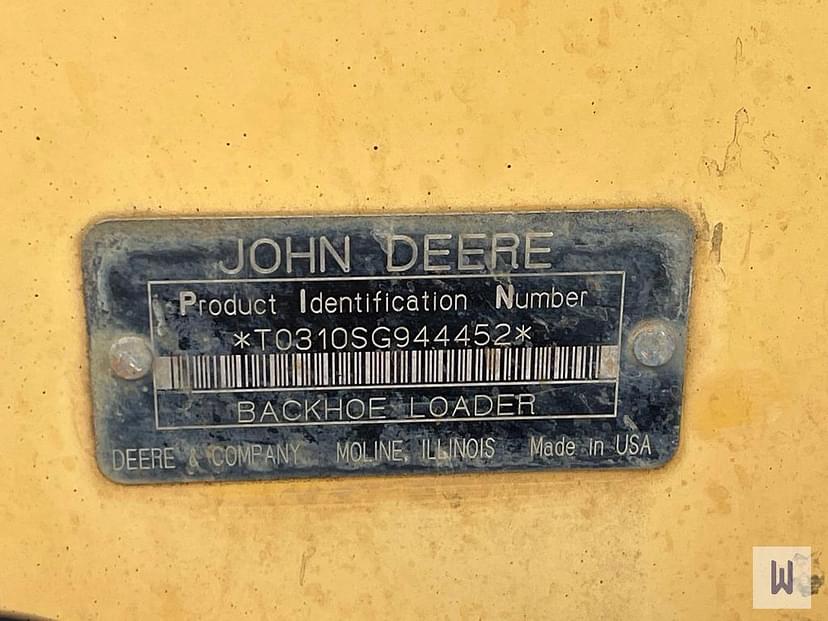 JOHN DEERE
Product Identification Number
*T0310SG944452*
BACKHOE LOADER
DEERE & COMPANY MOLINE, ILLINOIS Made in USA
W